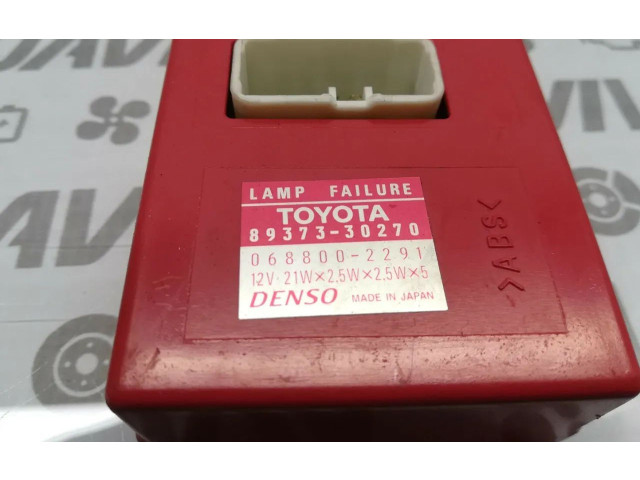 LAMP FAILURE
TOYOTA
89373-30270
068800-2291
12V·21W×2.5W×2.5W×5
DENSO MADE IN JAPAN
>ABS<